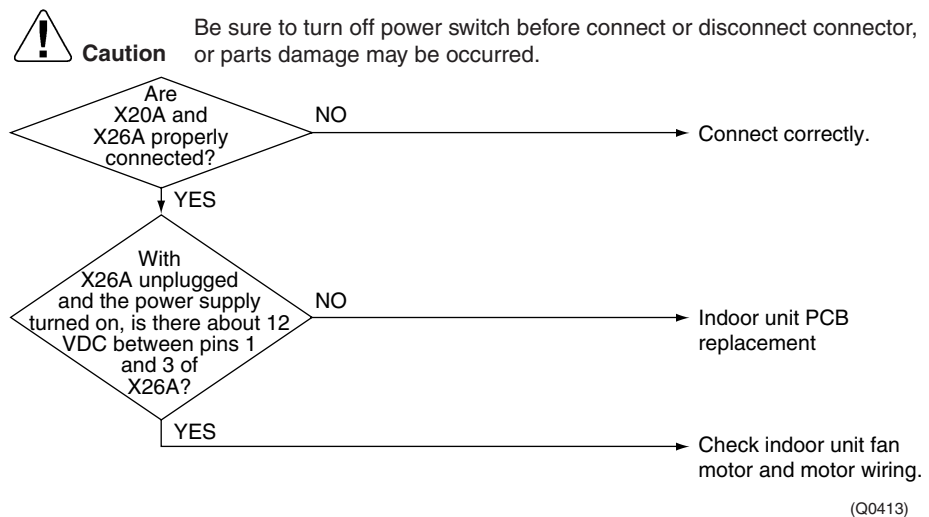 Be sure to turn off power switch before connect or disconnect connector,
Caution or parts damage may be occurred.
Are
X20A and
X26A properly
connected?
NO
Connect correctly.
YES
With
X26A unplugged
and the power supply
turned on, is there about 12
VDC between pins 1
and 3 of
X26A?
NO
Indoor unit PCB
replacement
YES
Check indoor unit fan
motor and motor wiring.
(Q0413)